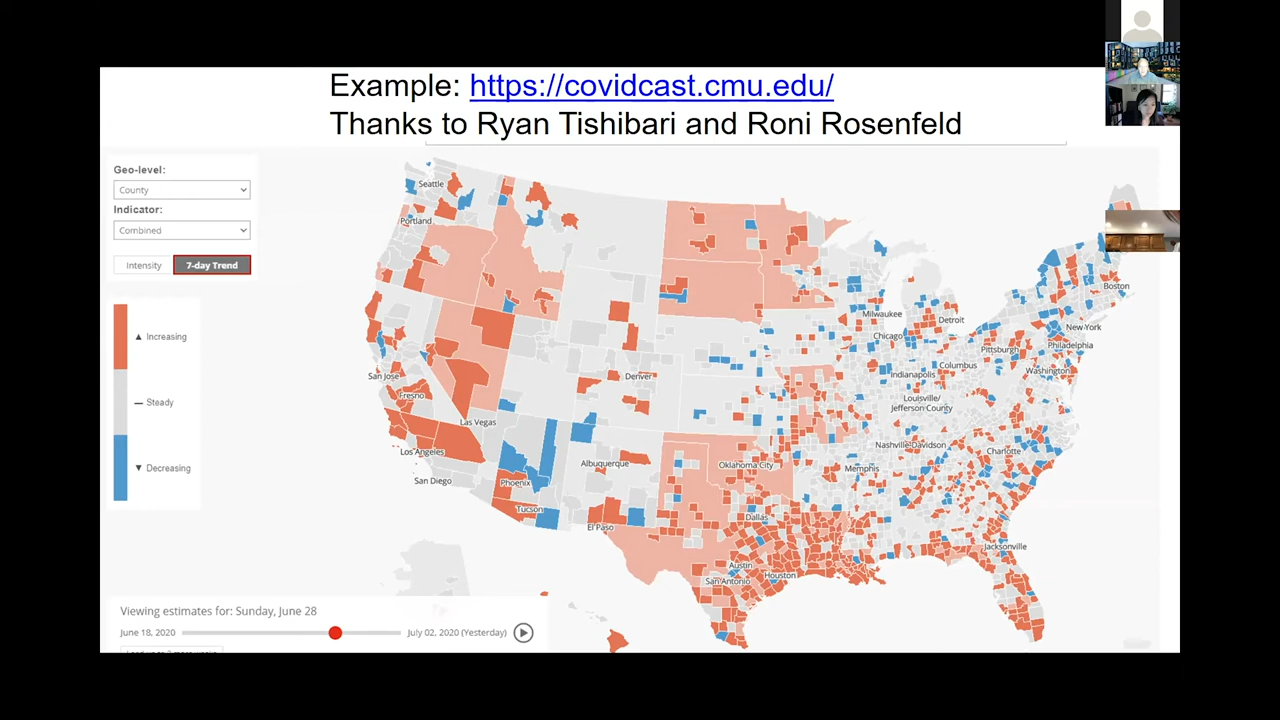 Example: https://covidcast.cmu.edu/
Thanks to Ryan Tishibari and Roni Rosenfeld
Geo-level:
County
Indicator:
Combined
Intensity
7-day Trend
▲ Increasing
— Steady
▼ Decreasing
Seattle
Portland
San Jose
Fresno
Las Vegas
Los Angeles
San Diego
Phoenix
Tucson
Denver
Albuquerque
El Paso
Oklahoma City
Dallas
Austin
San Antonio
Houston
Memphis
Nashville-Davidson
Louisville/
Jefferson County
Indianapolis
Columbus
Milwaukee
Chicago
Detroit
Pittsburgh
Boston
New York
Philadelphia
Washington
Charlotte
Jacksonville
Viewing estimates for: Sunday, June 28
June 18, 2020
July 02, 2020 (Yesterday)